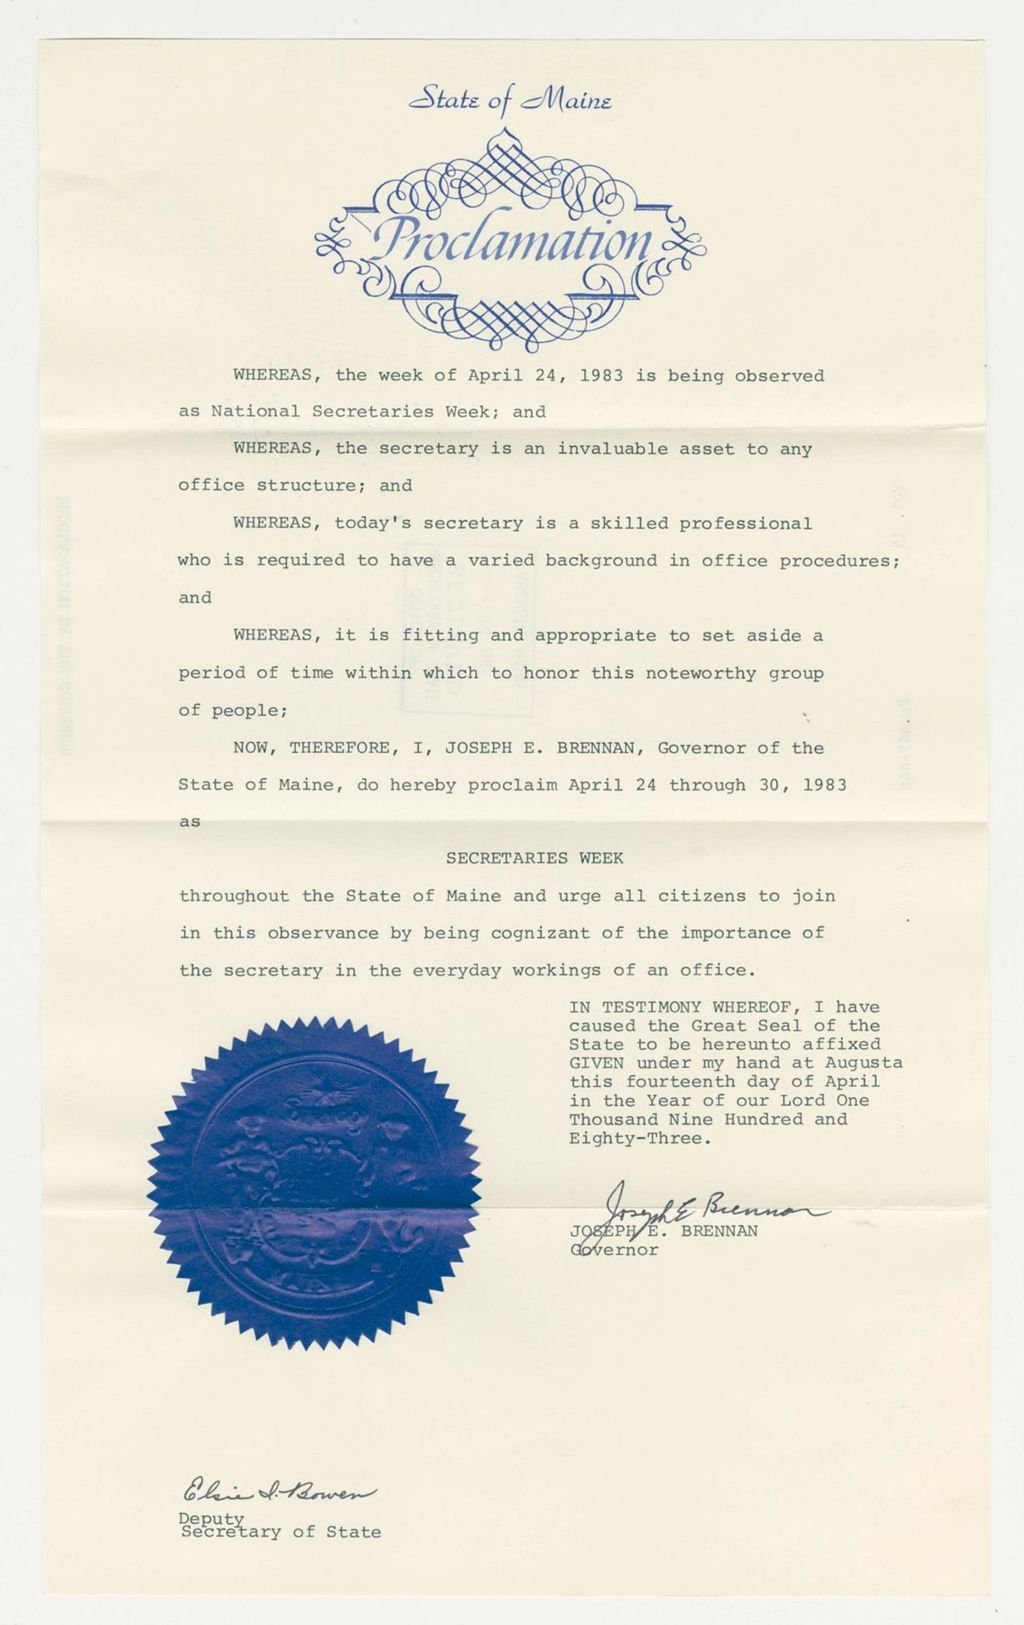 State of Maine
Proclamation
WHEREAS, the week of April 24, 1983 is being observed
as National Secretaries Week; and
WHEREAS, the secretary is an invaluable asset to any
office structure; and
WHEREAS, today's secretary is a skilled professional
who is required to have a varied background in office procedures;
and
WHEREAS, it is fitting and appropriate to set aside a
period of time within which to honor this noteworthy group
of people;
NOW, THEREFORE, I, JOSEPH E. BRENNAN, Governor of the
State of Maine, do hereby proclaim April 24 through 30, 1983
as
SECRETARIES WEEK
throughout the State of Maine and urge all citizens to join
in this observance by being cognizant of the importance of
the secretary in the everyday workings of an office.
IN TESTIMONY WHEREOF, I have
caused the Great Seal of the
State to be hereunto affixed
GIVEN under my hand at Augusta
this fourteenth day of April
in the Year of our Lord One
Thousand Nine Hundred and
Eighty-Three.
Joseph E Brennan
JOSEPH E. BRENNAN
Governor
Elsie I. Bowen
Deputy
Secretary of State